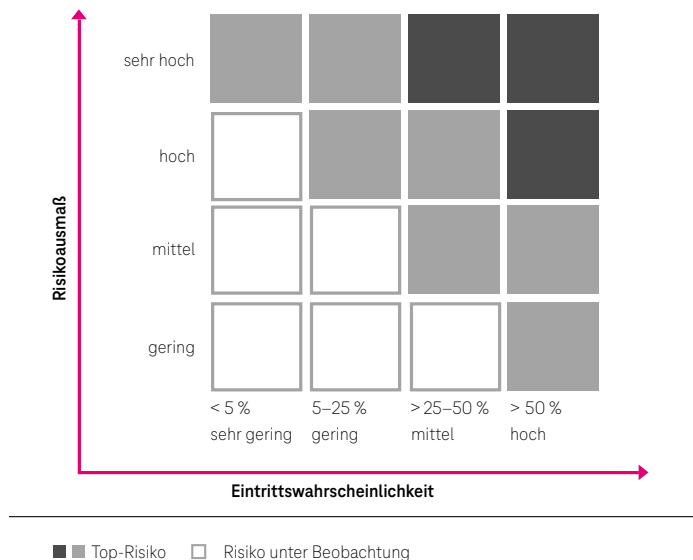 sehr hoch
hoch
Risikoausmaß
mittel
gering
< 5 % 5–25 % > 25–50 % > 50 %
sehr gering gering mittel hoch
Eintrittswahrscheinlichkeit
Top-Risiko Risiko unter Beobachtung